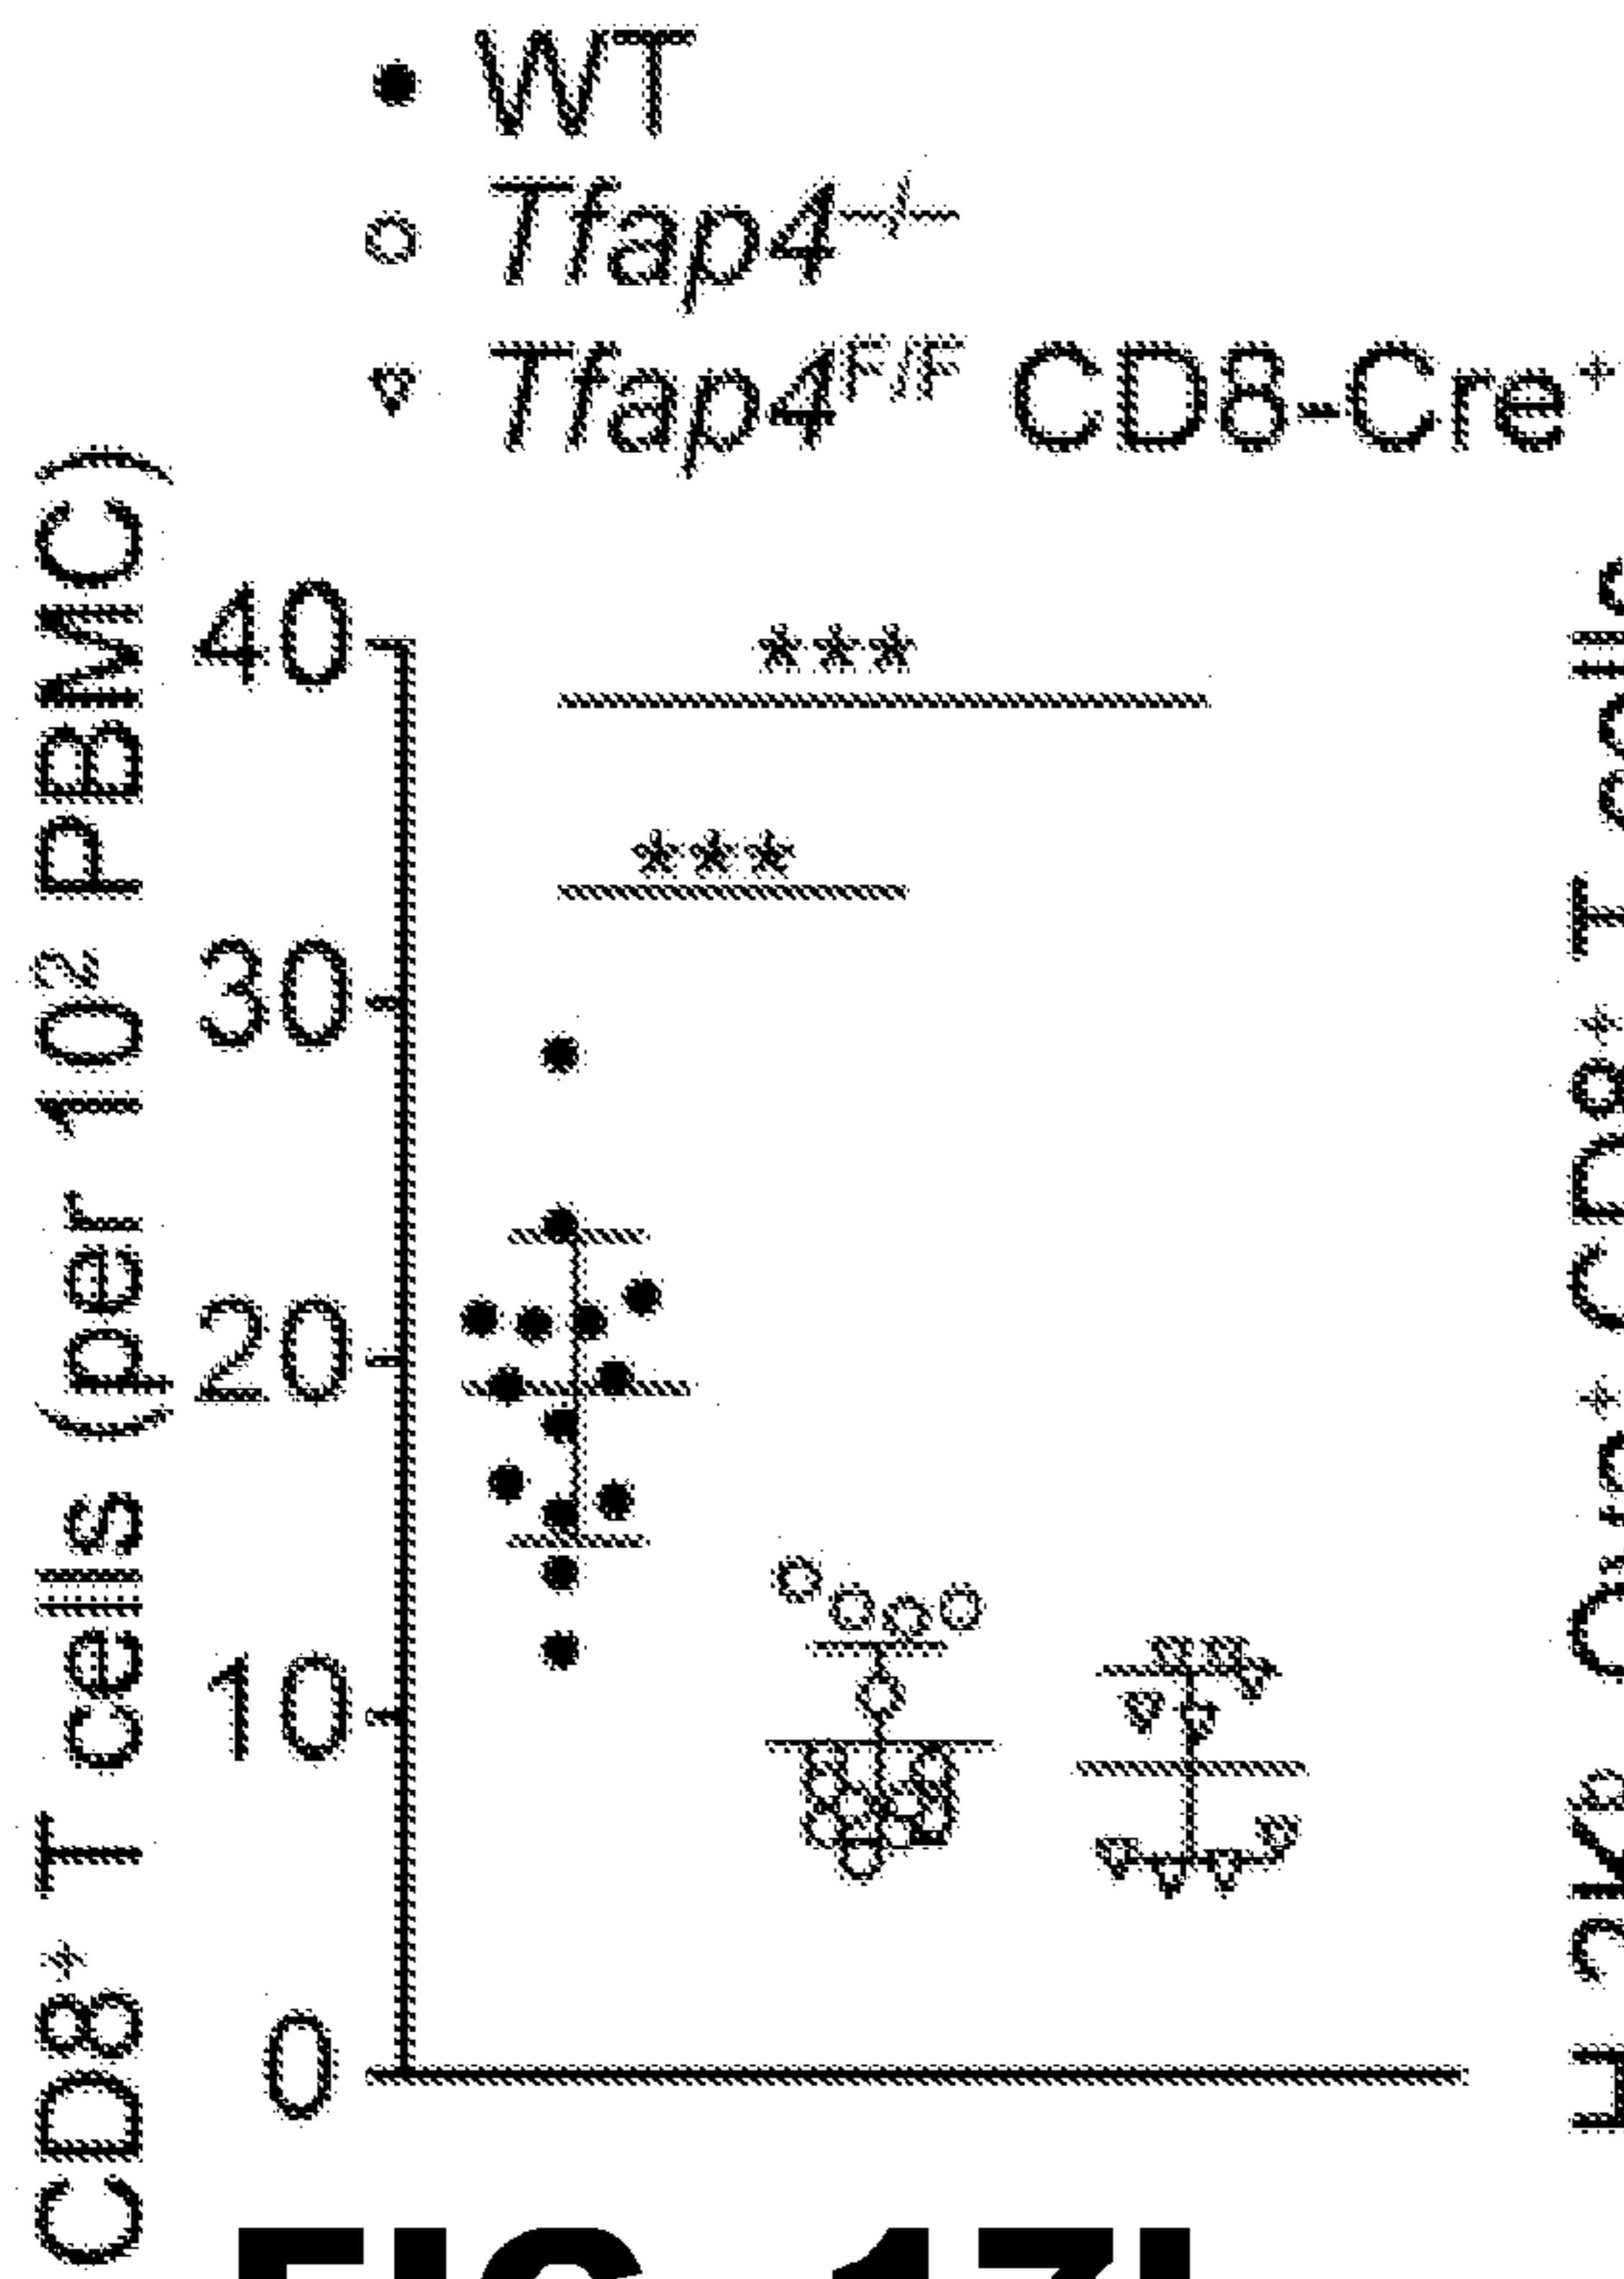 WT
Tfap4−/−
Tfap4F/F CD8-Cre+
CD8+ T cells (per 10² PBMC)
***
***
40
30
20
10
0